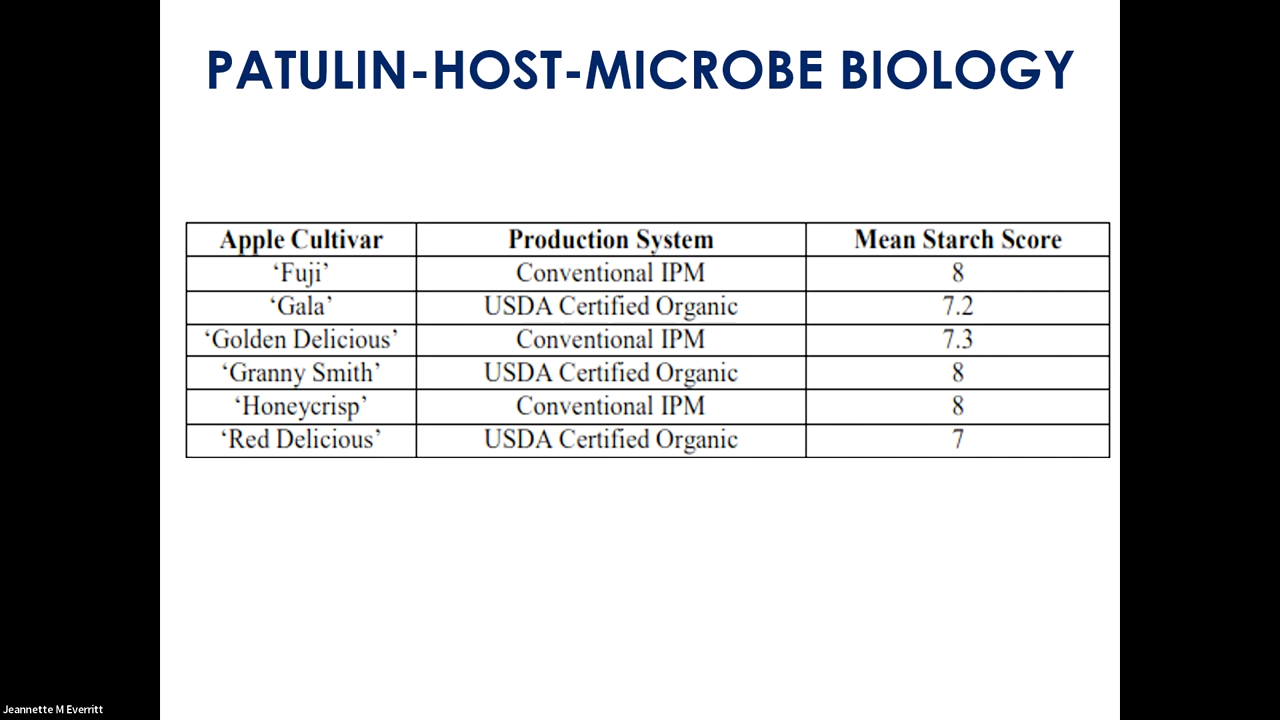 PATULIN-HOST-MICROBE BIOLOGY
Apple Cultivar Production System Mean Starch Score
‘Fuji’ Conventional IPM 8
‘Gala’ USDA Certified Organic 7.2
‘Golden Delicious’ Conventional IPM 7.3
‘Granny Smith’ USDA Certified Organic 8
‘Honeycrisp’ Conventional IPM 8
‘Red Delicious’ USDA Certified Organic 7
Jeannette M Everritt